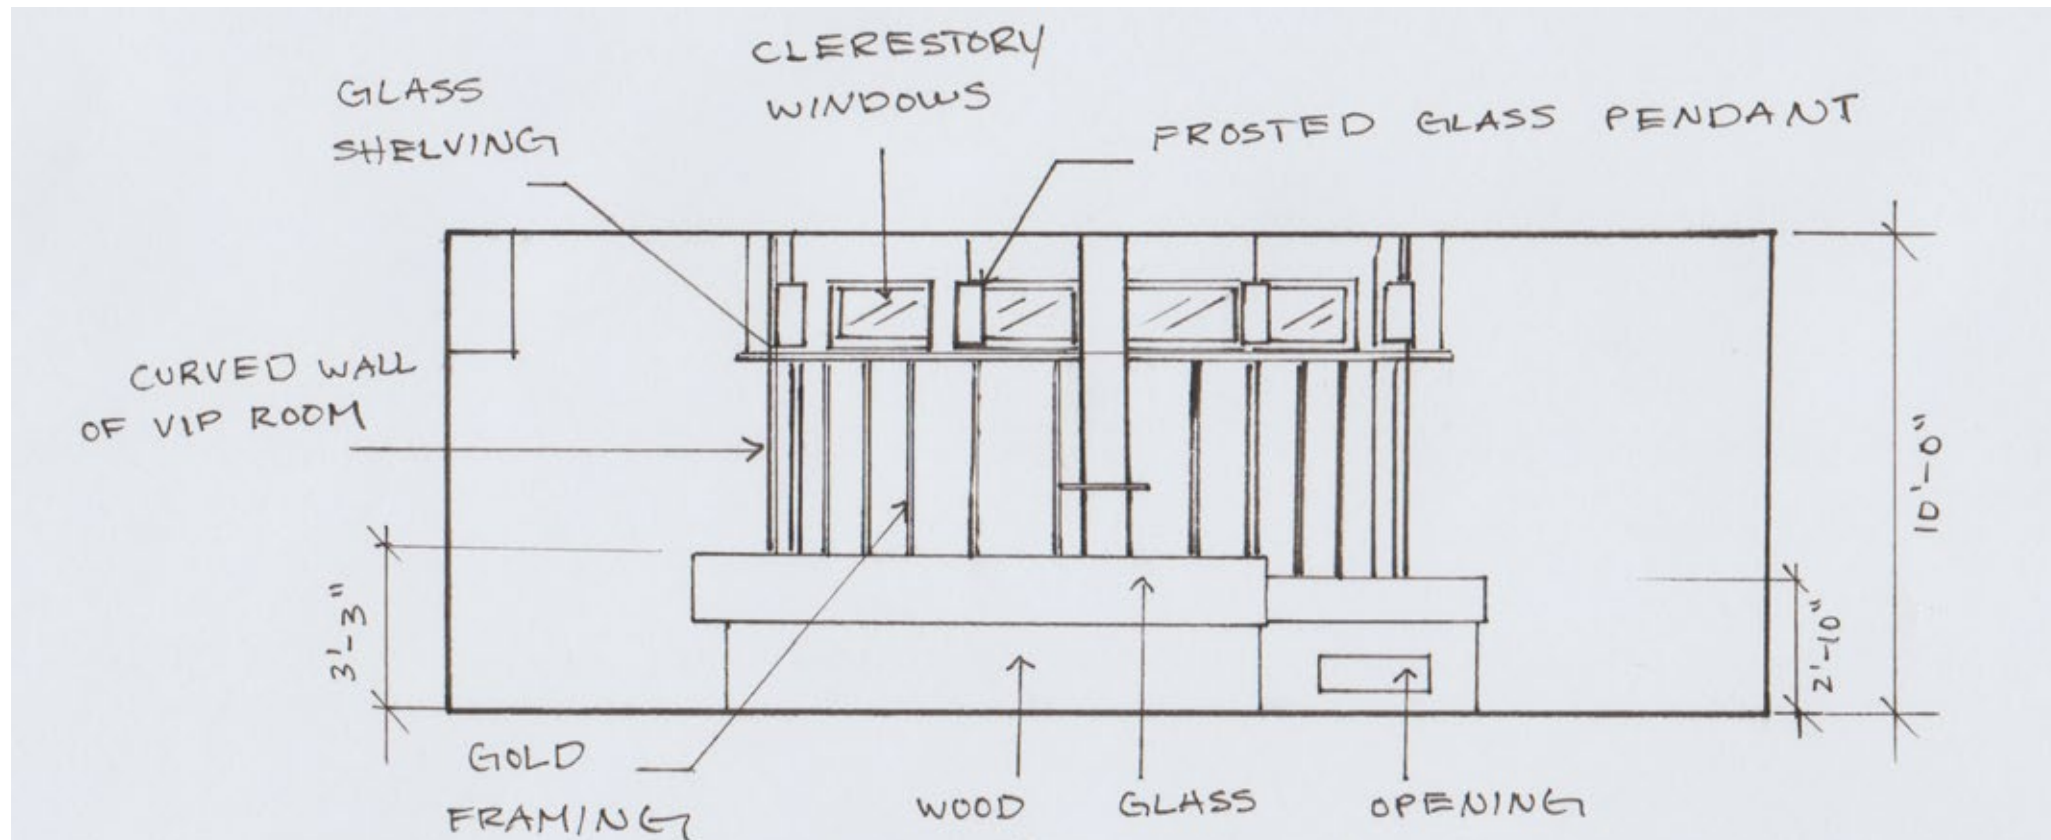 CLERESTORY
WINDOWS
GLASS
SHELVING
FROSTED GLASS PENDANT
CURVED WALL
OF VIP ROOM
10'-0"
3'-3"
2'-10"
GOLD
FRAMING
WOOD
GLASS
OPENING